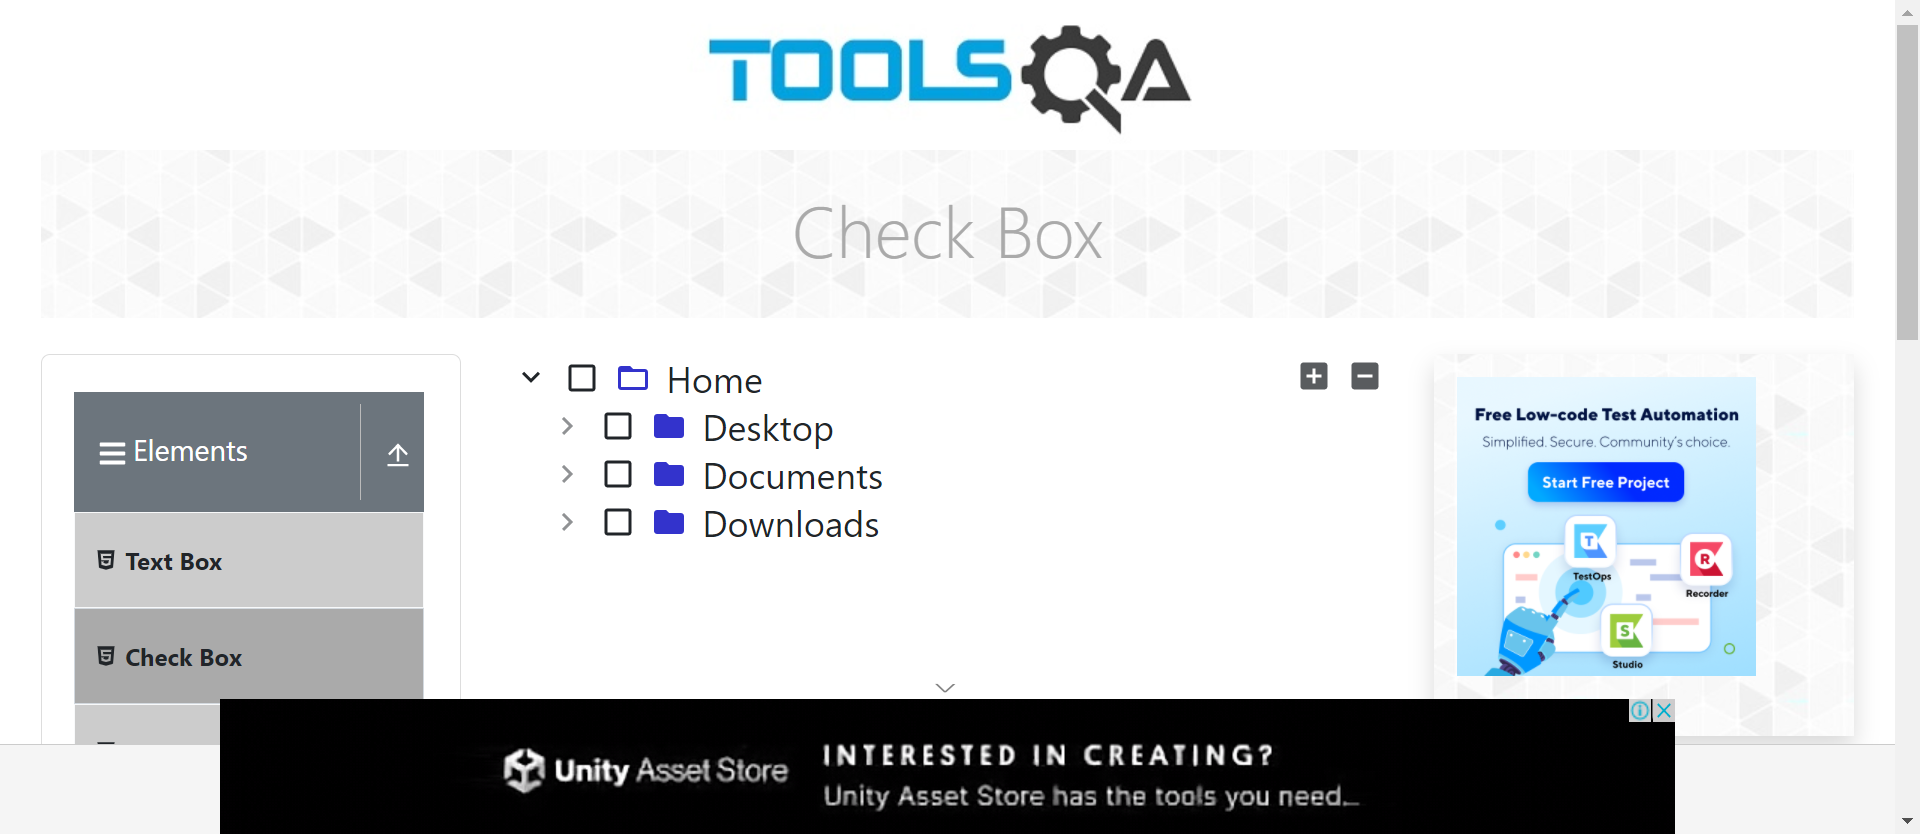 TOOLSQA
Check Box
Elements
Text Box
Check Box
Home
Desktop
Documents
Downloads
Free Low-code Test Automation
Simplified. Secure. Community's choice.
Start Free Project
TestOps
Recorder
Studio
Unity Asset Store
INTERESTED IN CREATING?
Unity Asset Store has the tools you need...